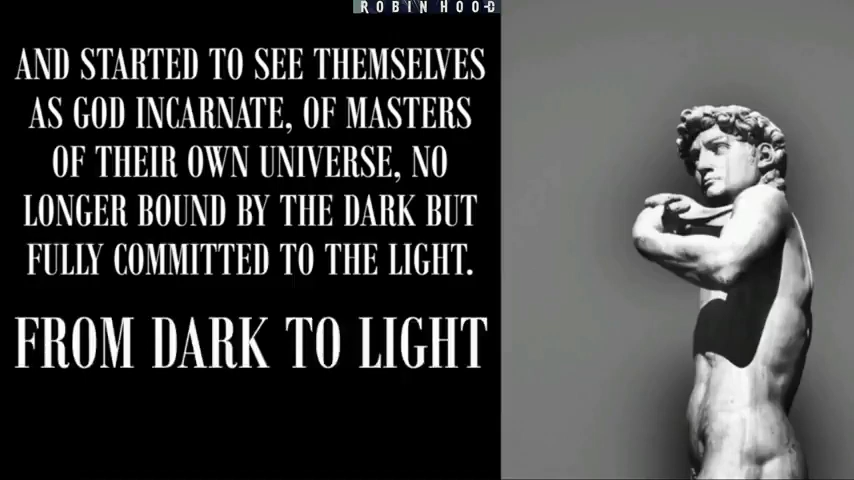 ROBIN HOOD
AND STARTED TO SEE THEMSELVES
AS GOD INCARNATE, OF MASTERS
OF THEIR OWN UNIVERSE, NO
LONGER BOUND BY THE DARK BUT
FULLY COMMITTED TO THE LIGHT.
FROM DARK TO LIGHT